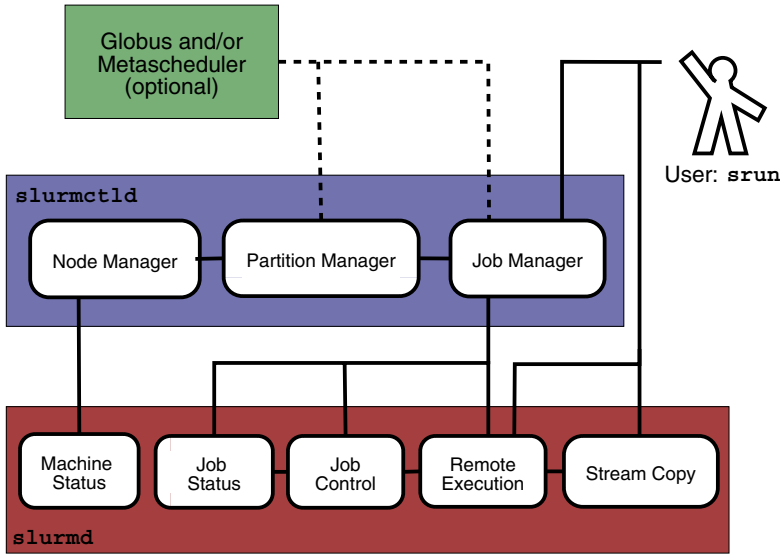 Globus and/or
Metascheduler
(optional)
User: srun
slurmctld
Node Manager
Partition Manager
Job Manager
Machine
Status
Job
Status
Job
Control
Remote
Execution
Stream Copy
slurmd